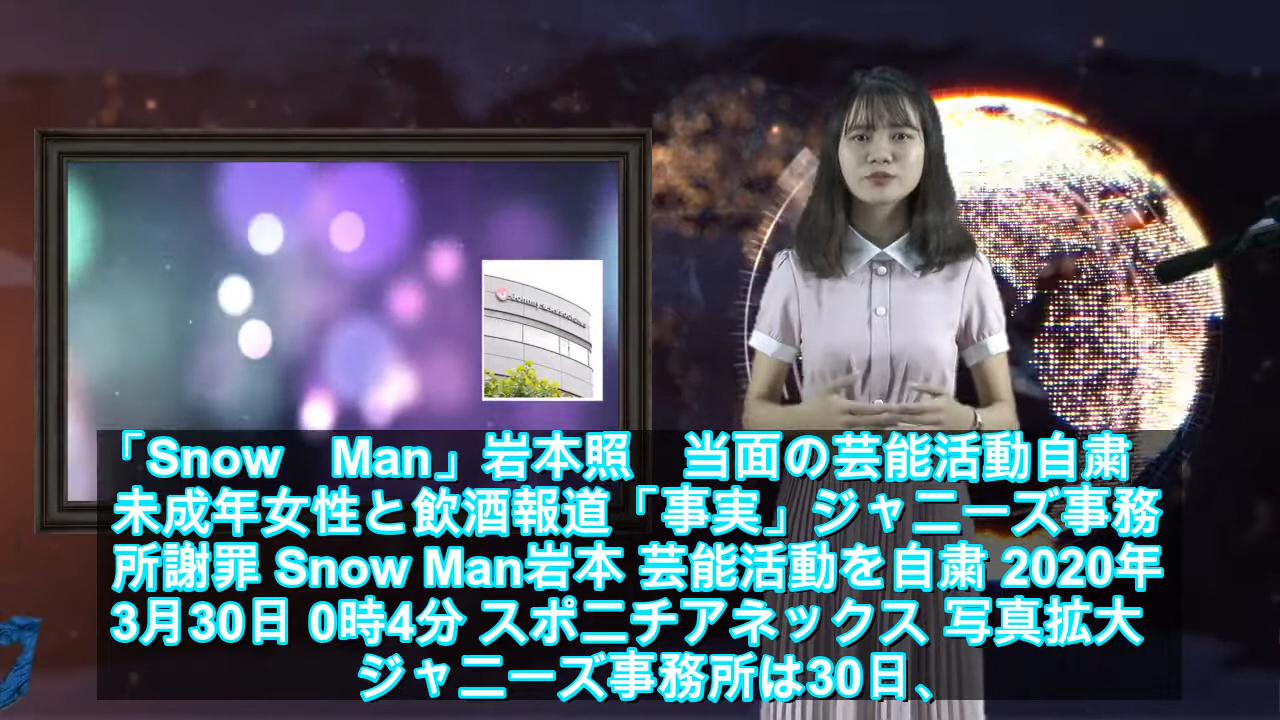 Johnny & Associates
「Snow　Man」岩本照　当面の芸能活動自粛
未成年女性と飲酒報道「事実」ジャニーズ事務
所謝罪 Snow Man岩本 芸能活動を自粛 2020年
3月30日 0時4分 スポニチアネックス 写真拡大
ジャニーズ事務所は30日、